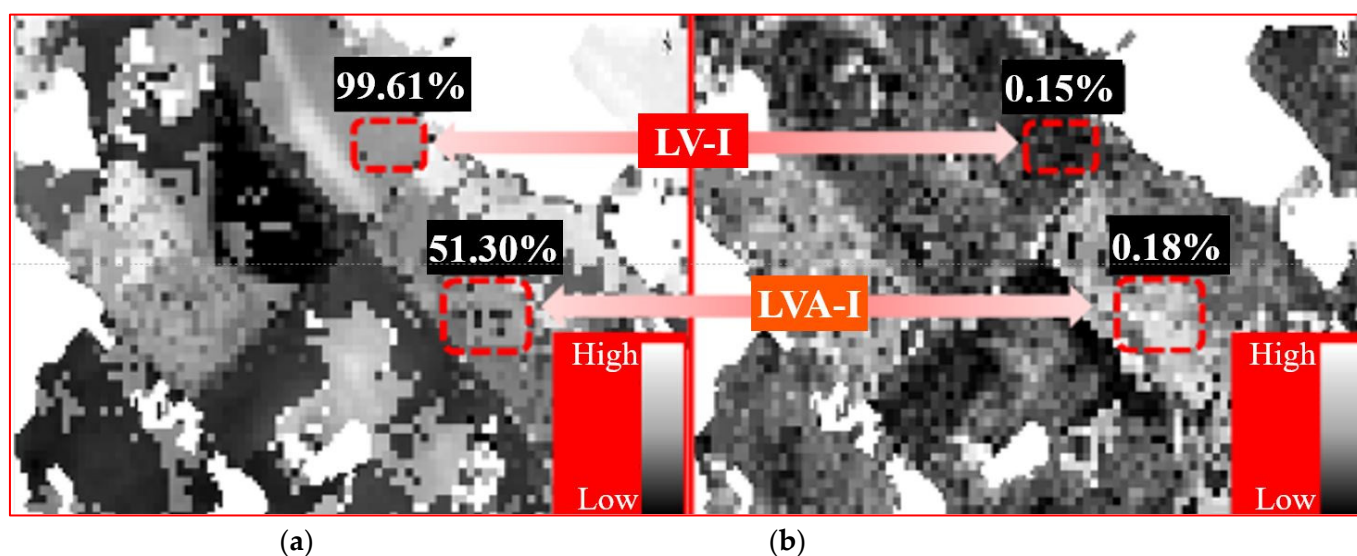 99.61%
0.15%
LV-I
51.30%
0.18%
LVA-I
High
High
Low
Low
(a)
(b)